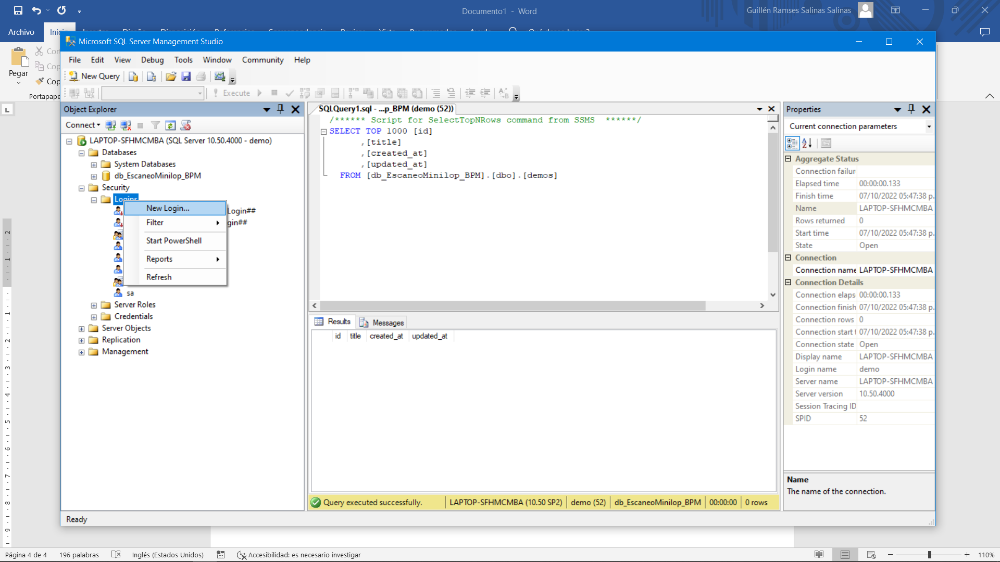 Documento1 - Word
Guillén Ramses Salinas Salinas
Archivo
Pegar
Microsoft SQL Server Management Studio
File Edit View Debug Tools Window Community Help
New Query
Execute
Object Explorer
Connect
LAPTOP-SFHMCMBA (SQL Server 10.50.4000 - demo)
Databases
System Databases
db_EscaneoMinilop_BPM
Security
Logins
New Login...
Login##
Filter
gin##
Start PowerShell
Reports
Refresh
sa
Server Roles
Credentials
Server Objects
Replication
Management
SQLQuery1.sql - ...p_BPM (demo (52))
/****** Script for SelectTopNRows command from SSMS ******/
SELECT TOP 1000 [id]
,[title]
,[created_at]
,[updated_at]
FROM [db_EscaneoMinilop_BPM].[dbo].[demos]
Results Messages
id title created_at updated_at
Query executed successfully. LAPTOP-SFHMCMBA (10.50 SP2) demo (52) db_EscaneoMinilop_BPM 00:00:00 0 rows
Properties
Current connection parameters
Aggregate Status
Connection failur
Elapsed time 00:00:00.133
Finish time 07/10/2022 05:47:38 p.
Name LAPTOP-SFHMCMBA
Rows returned 0
Start time 07/10/2022 05:47:38 p.
State Open
Connection
Connection name LAPTOP-SFHMCMBA
Connection Details
Connection elaps 00:00:00.133
Connection finish 07/10/2022 05:47:38 p.
Connection rows 0
Connection start t 07/10/2022 05:47:38 p.
Connection state Open
Display name LAPTOP-SFHMCMBA
Login name demo
Server name LAPTOP-SFHMCMBA
Server version 10.50.4000
Session Tracing ID
SPID 52
Name
The name of the connection.
Ready
Página 4 de 4 196 palabras Inglés (Estados Unidos) Accesibilidad: es necesario investigar 110%